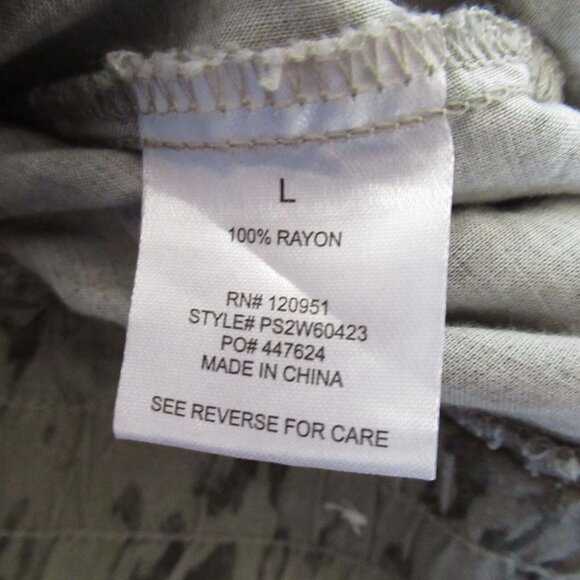 L
100% RAYON
RN# 120951
STYLE# PS2W60423
PO# 447624
MADE IN CHINA
SEE REVERSE FOR CARE